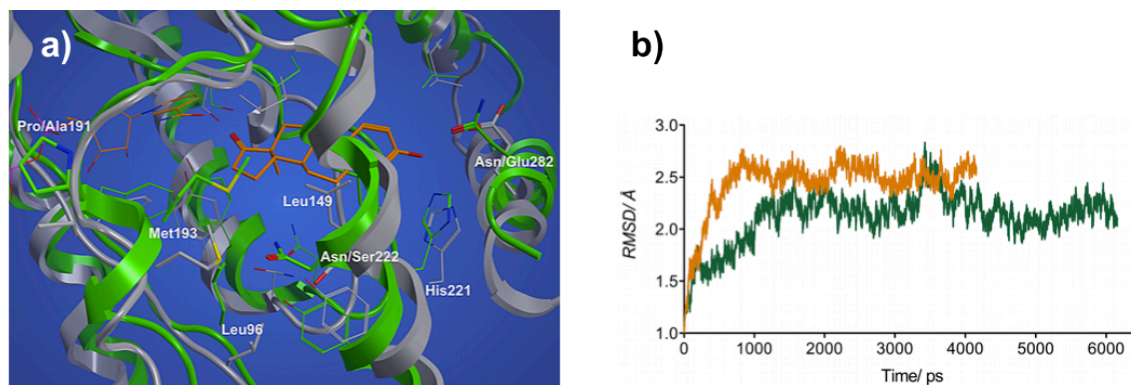 a)
Pro/Ala191
Asn/Glu282
Leu149
Met193
Asn/Ser222
His221
Leu96
b)
3.0
2.5
2.0
1.5
1.0
RMSD/ Å
0 1000 2000 3000 4000 5000 6000
Time/ ps